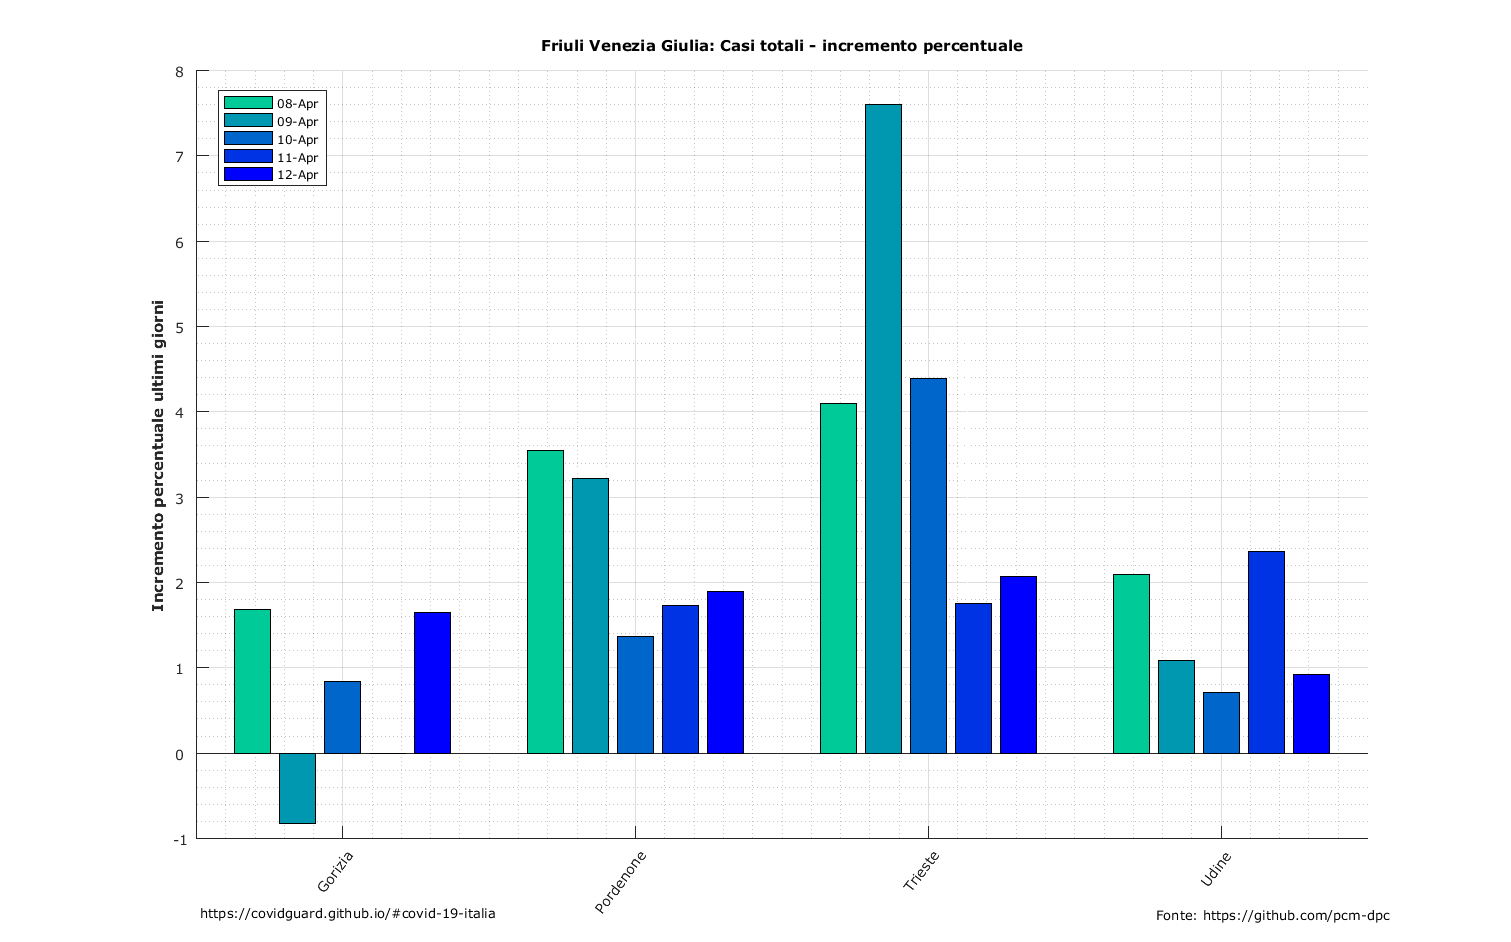 Friuli Venezia Giulia: Casi totali - incremento percentuale
8
7
6
5
4
3
2
1
0
-1
Incremento percentuale ultimi giorni
08-Apr
09-Apr
10-Apr
11-Apr
12-Apr
Gorizia
Pordenone
Trieste
Udine
https://covidguard.github.io/#covid-19-italia
Fonte: https://github.com/pcm-dpc